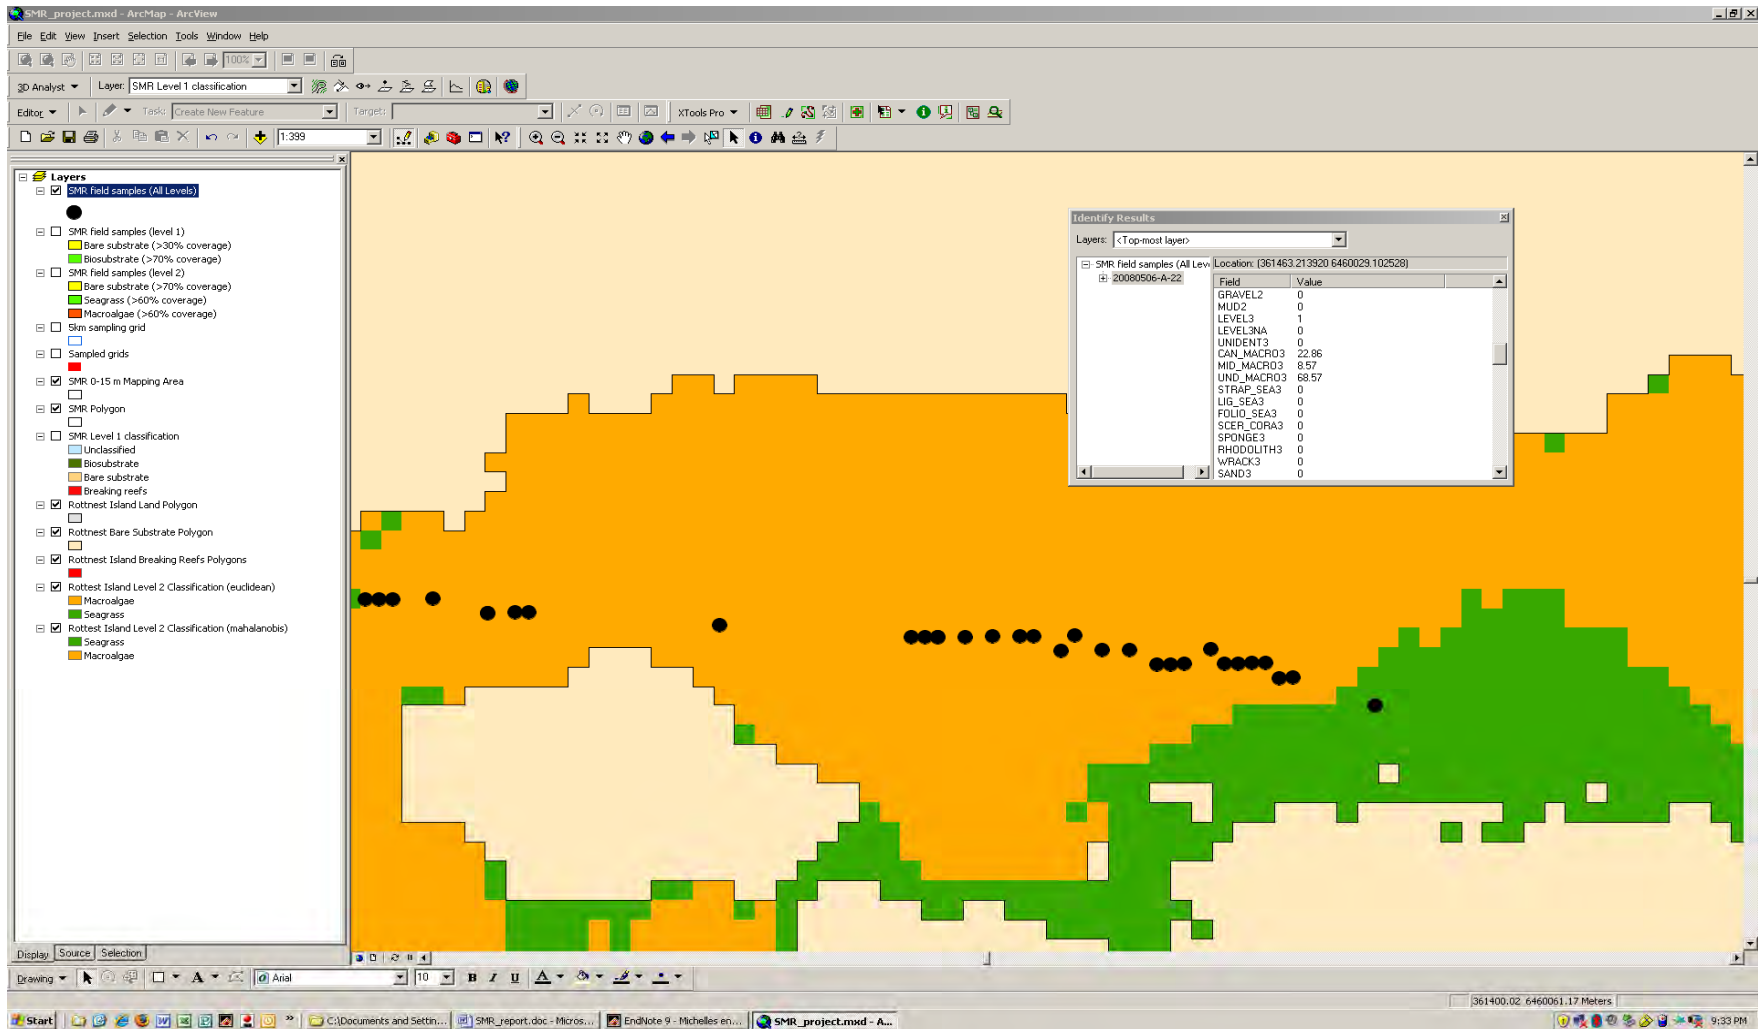 SMR_project.mxd - ArcMap - ArcView
File Edit View Insert Selection Tools Window Help
100%
3D Analyst Layer: SMR Level 1 classification
Editor Task: Create New Feature Target: XTools Pro
1:399
Layers
SMR field samples (All Levels)
SMR field samples (level 1)
Bare substrate (>30% coverage)
Biosubstrate (>70% coverage)
SMR field samples (level 2)
Bare substrate (>70% coverage)
Seagrass (>60% coverage)
Macroalgae (>60% coverage)
5km sampling grid
Sampled grids
SMR 0-15 m Mapping Area
SMR Polygon
SMR Level 1 classification
Unclassified
Biosubstrate
Bare substrate
Breaking reefs
Rottnest Island Land Polygon
Rottnest Bare Substrate Polygon
Rottnest Island Breaking Reefs Polygons
Rottest Island Level 2 Classification (euclidean)
Macroalgae
Seagrass
Rottest Island Level 2 Classification (mahalanobis)
Seagrass
Macroalgae
Identify Results
Layers: <Top-most layer>
SMR field samples (All Lev
20080506-A-22
Location: (361463.213920 6460029.102528)
Field Value
GRAVEL2 0
MUD2 0
LEVEL3 1
LEVEL3NA 0
UNIDENT3 0
CAN_MACRO3 22.86
MID_MACRO3 8.57
UND_MACRO3 68.57
STRAP_SEA3 0
LIG_SEA3 0
FOLIO_SEA3 0
SCER_CORA3 0
SPONGE3 0
RHODOLITH3 0
WRACK3 0
SAND3 0
Display Source Selection
Drawing A Arial 10 B I U A
361400.02 6460061.17 Meters
Start C:\Documents and Settin... SMR_report.doc - Micros... EndNote 9 - Michelles en... SMR_project.mxd - A... 9:33 PM